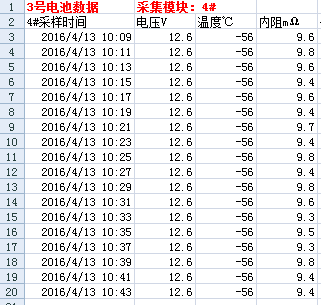 1 3号电池数据 采集模块：4#
2 4#采样时间 电压V 温度℃ 内阻mΩ
3 2016/4/13 10:09 12.6 -56 9.6
4 2016/4/13 10:11 12.6 -56 9.8
5 2016/4/13 10:13 12.6 -56 9.6
6 2016/4/13 10:15 12.6 -56 9.4
7 2016/4/13 10:17 12.6 -56 9.6
8 2016/4/13 10:19 12.6 -56 9.4
9 2016/4/13 10:21 12.6 -56 9.7
10 2016/4/13 10:23 12.6 -56 9.4
11 2016/4/13 10:25 12.6 -56 9.8
12 2016/4/13 10:27 12.6 -56 9.4
13 2016/4/13 10:29 12.6 -56 9.8
14 2016/4/13 10:31 12.6 -56 9.6
15 2016/4/13 10:33 12.6 -56 9.3
16 2016/4/13 10:35 12.6 -56 9.5
17 2016/4/13 10:37 12.6 -56 9.3
18 2016/4/13 10:39 12.6 -56 9.8
19 2016/4/13 10:41 12.6 -56 9.4
20 2016/4/13 10:43 12.6 -56 9.4